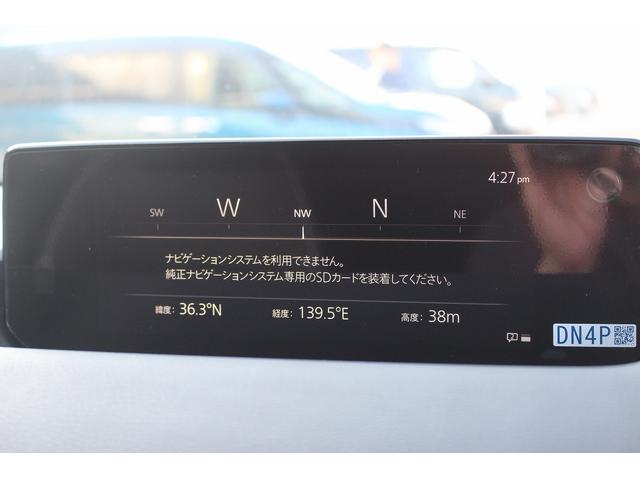 4:27pm
SW W NW N NE
ナビゲーションシステムを利用できません。
純正ナビゲーションシステム専用のSDカードを装着してください。
緯度: 36.3°N 経度: 139.5°E 高度: 38m
DN4P